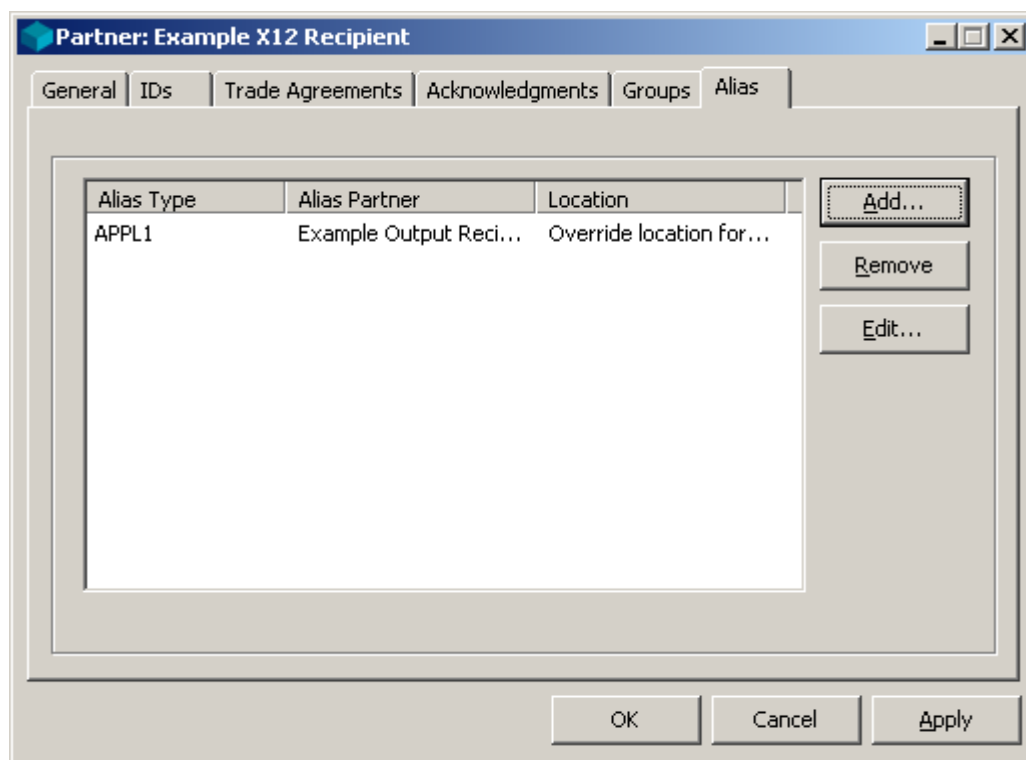 Partner: Example X12 Recipient
General IDs Trade Agreements Acknowledgments Groups Alias
Alias Type Alias Partner Location
APPL1 Example Output Reci... Override location for...
Add...
Remove
Edit...
OK Cancel Apply